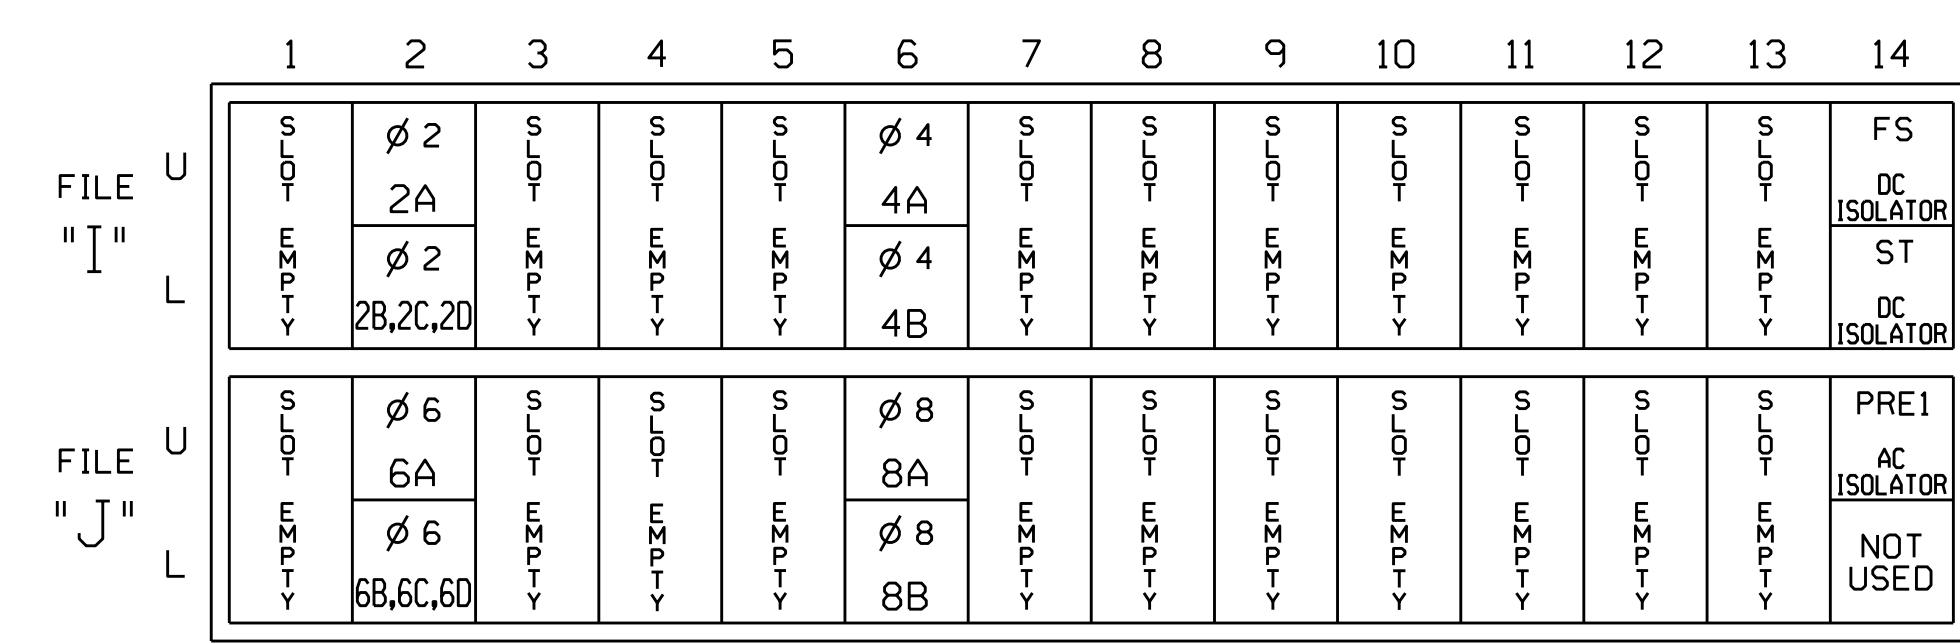 1 2 3 4 5 6 7 8 9 10 11 12 13 14
FILE "I"
U
L
SLOT EMPTY
ø 2
2A
ø 2
2B,2C,2D
SLOT EMPTY
SLOT EMPTY
SLOT EMPTY
ø 4
4A
ø 4
4B
SLOT EMPTY
SLOT EMPTY
SLOT EMPTY
SLOT EMPTY
SLOT EMPTY
SLOT EMPTY
SLOT EMPTY
FS
DC
ISOLATOR
ST
DC
ISOLATOR
FILE "J"
U
L
SLOT EMPTY
ø 6
6A
ø 6
6B,6C,6D
SLOT EMPTY
SLOT EMPTY
SLOT EMPTY
ø 8
8A
ø 8
8B
SLOT EMPTY
SLOT EMPTY
SLOT EMPTY
SLOT EMPTY
SLOT EMPTY
SLOT EMPTY
SLOT EMPTY
PRE1
AC
ISOLATOR
NOT
USED